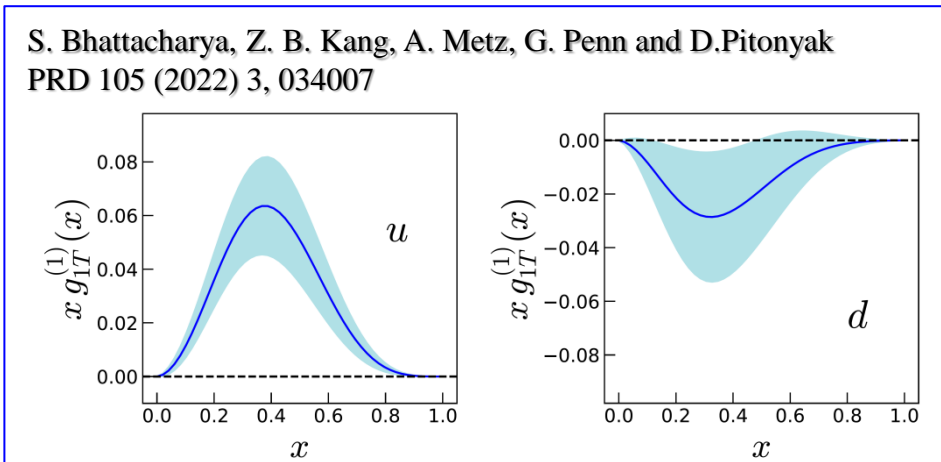 S. Bhattacharya, Z. B. Kang, A. Metz, G. Penn and D.Pitonyak
PRD 105 (2022) 3, 034007
x g_{1T}^{(1)}(x)
0.08
0.06
0.04
0.02
0.00
u
0.0 0.2 0.4 0.6 0.8 1.0
x
x g_{1T}^{(1)}(x)
0.00
−0.02
−0.04
−0.06
−0.08
d
0.0 0.2 0.4 0.6 0.8 1.0
x